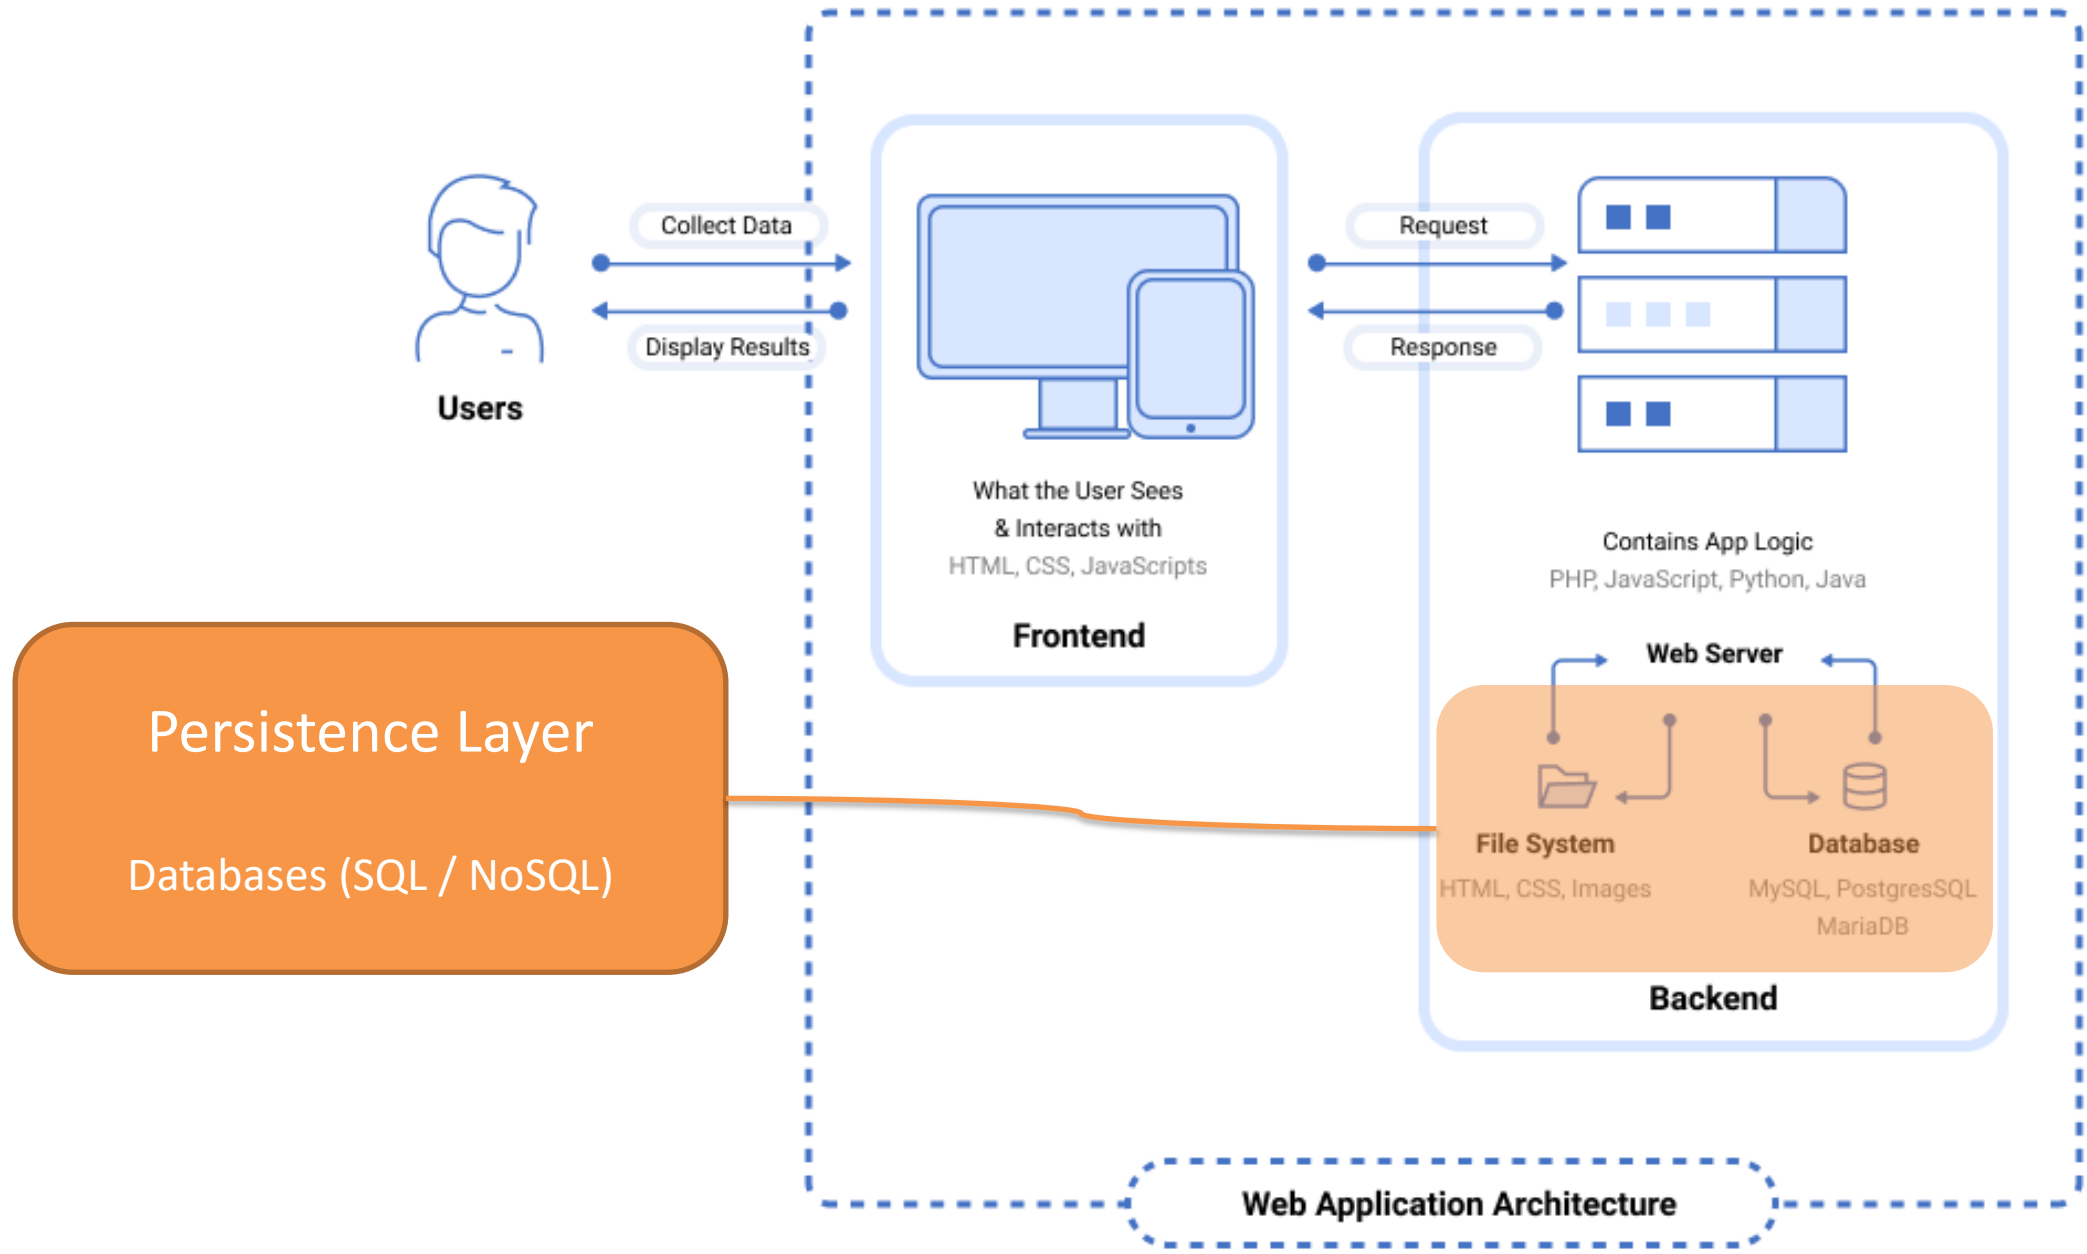 Collect Data
Display Results
Users
What the User Sees
& Interacts with
HTML, CSS, JavaScripts
Frontend
Request
Response
Contains App Logic
PHP, JavaScript, Python, Java
Web Server
File System
HTML, CSS, Images
Database
MySQL, PostgresSQL
MariaDB
Backend
Persistence Layer
Databases (SQL / NoSQL)
Web Application Architecture